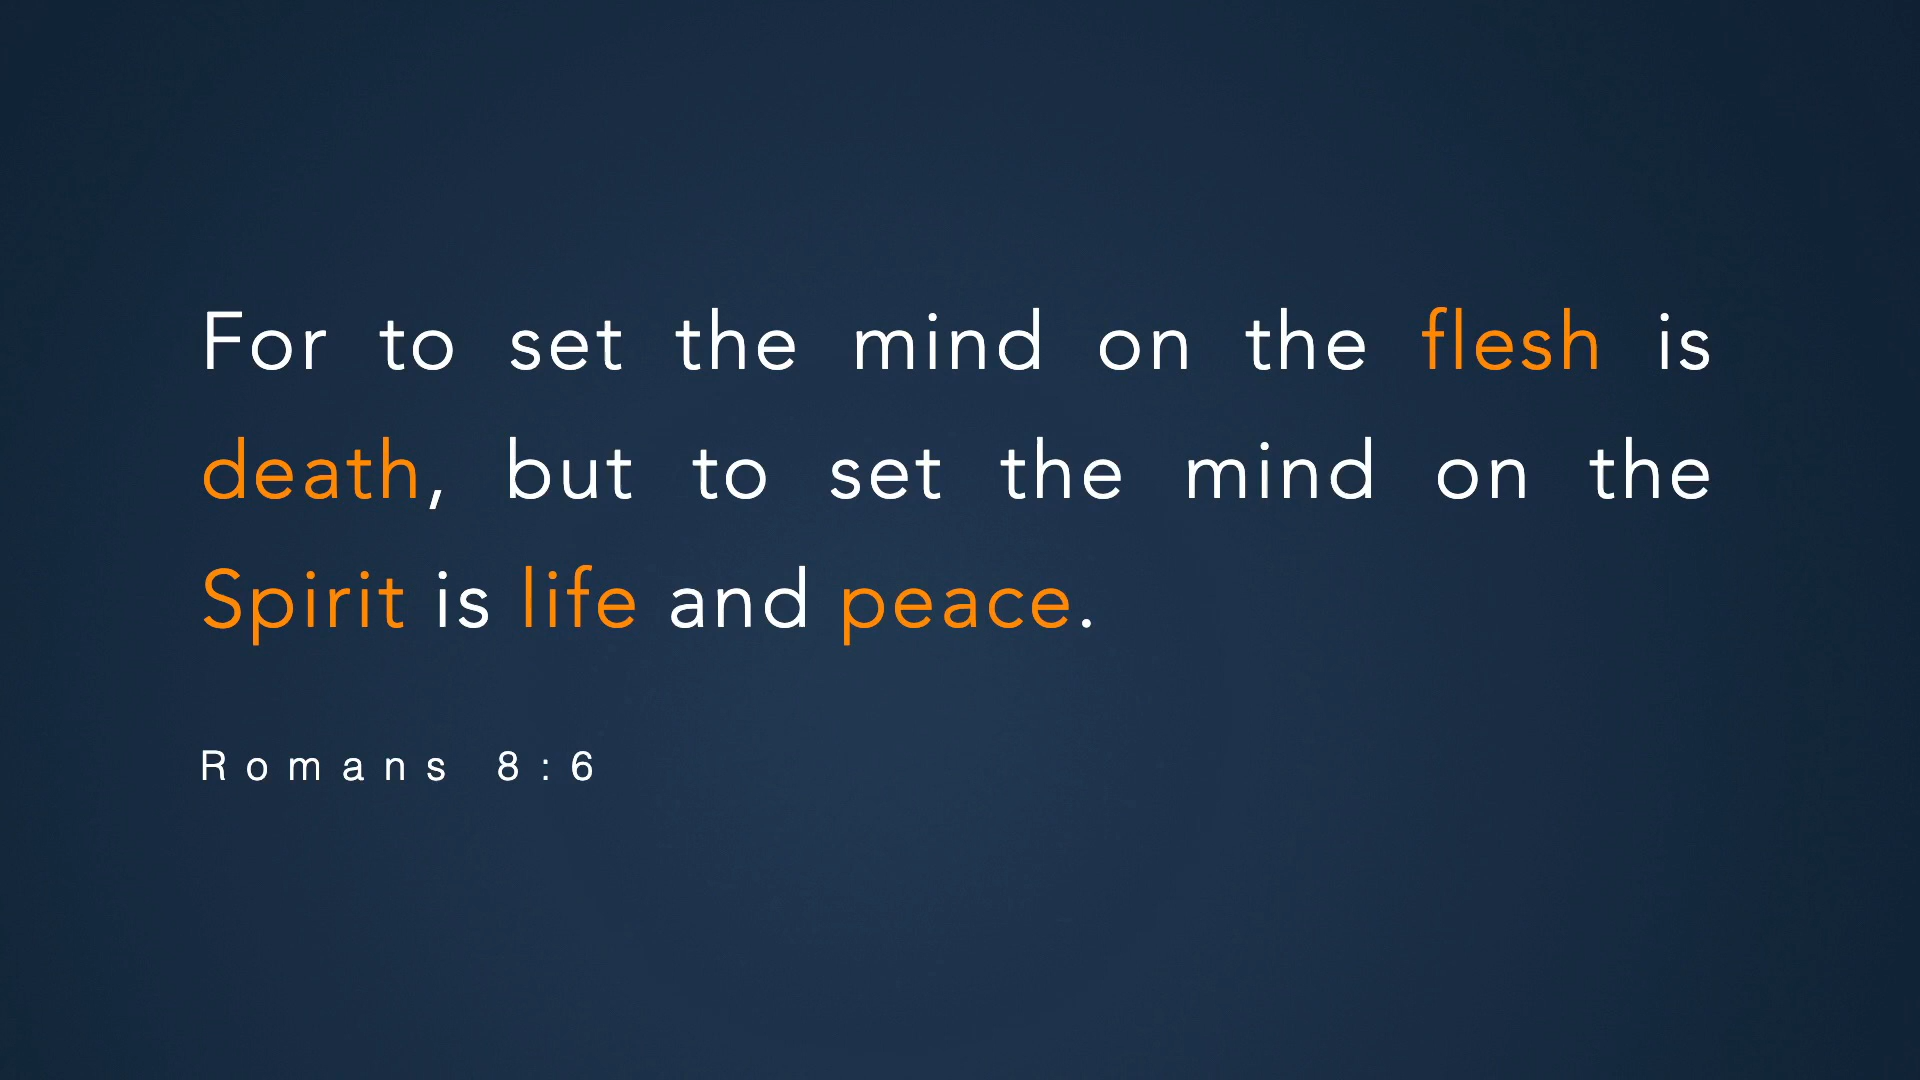 For to set the mind on the flesh is
death, but to set the mind on the
Spirit is life and peace.
Romans 8:6